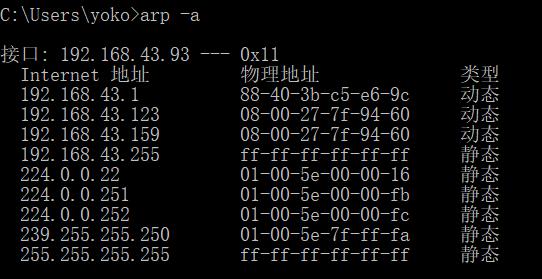 C:\Users\yoko>arp -a
接口: 192.168.43.93 --- 0x11
Internet 地址 物理地址 类型
192.168.43.1 88-40-3b-c5-e6-9c 动态
192.168.43.123 08-00-27-7f-94-60 动态
192.168.43.159 08-00-27-7f-94-60 动态
192.168.43.255 ff-ff-ff-ff-ff-ff 静态
224.0.0.22 01-00-5e-00-00-16 静态
224.0.0.251 01-00-5e-00-00-fb 静态
224.0.0.252 01-00-5e-00-00-fc 静态
239.255.255.250 01-00-5e-7f-ff-fa 静态
255.255.255.255 ff-ff-ff-ff-ff-ff 静态